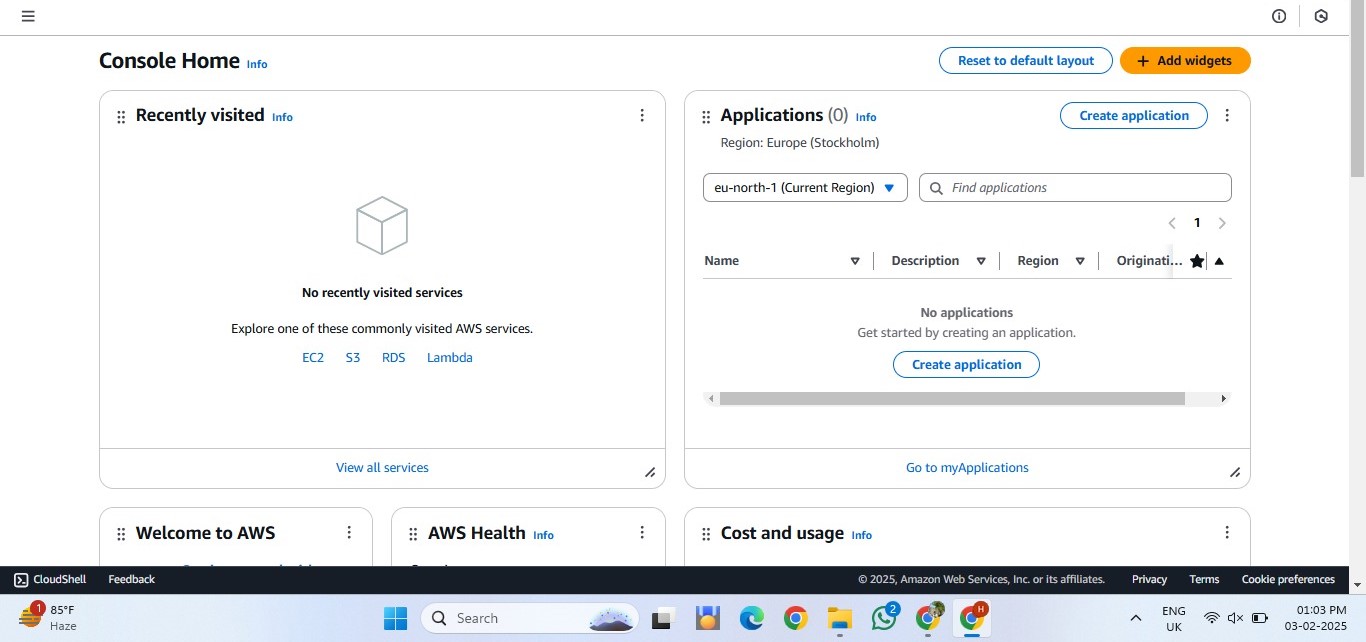 Console Home Info
Reset to default layout
+ Add widgets
Recently visited Info
No recently visited services
Explore one of these commonly visited AWS services.
EC2 S3 RDS Lambda
View all services
Applications (0) Info
Create application
Region: Europe (Stockholm)
eu-north-1 (Current Region)
Find applications
1
Name Description Region Originati...
No applications
Get started by creating an application.
Create application
Go to myApplications
Welcome to AWS
AWS Health Info
Cost and usage Info
CloudShell Feedback © 2025, Amazon Web Services, Inc. or its affiliates. Privacy Terms Cookie preferences
1
85°F
Haze
Search
2
H
ENG
UK
01:03 PM
03-02-2025